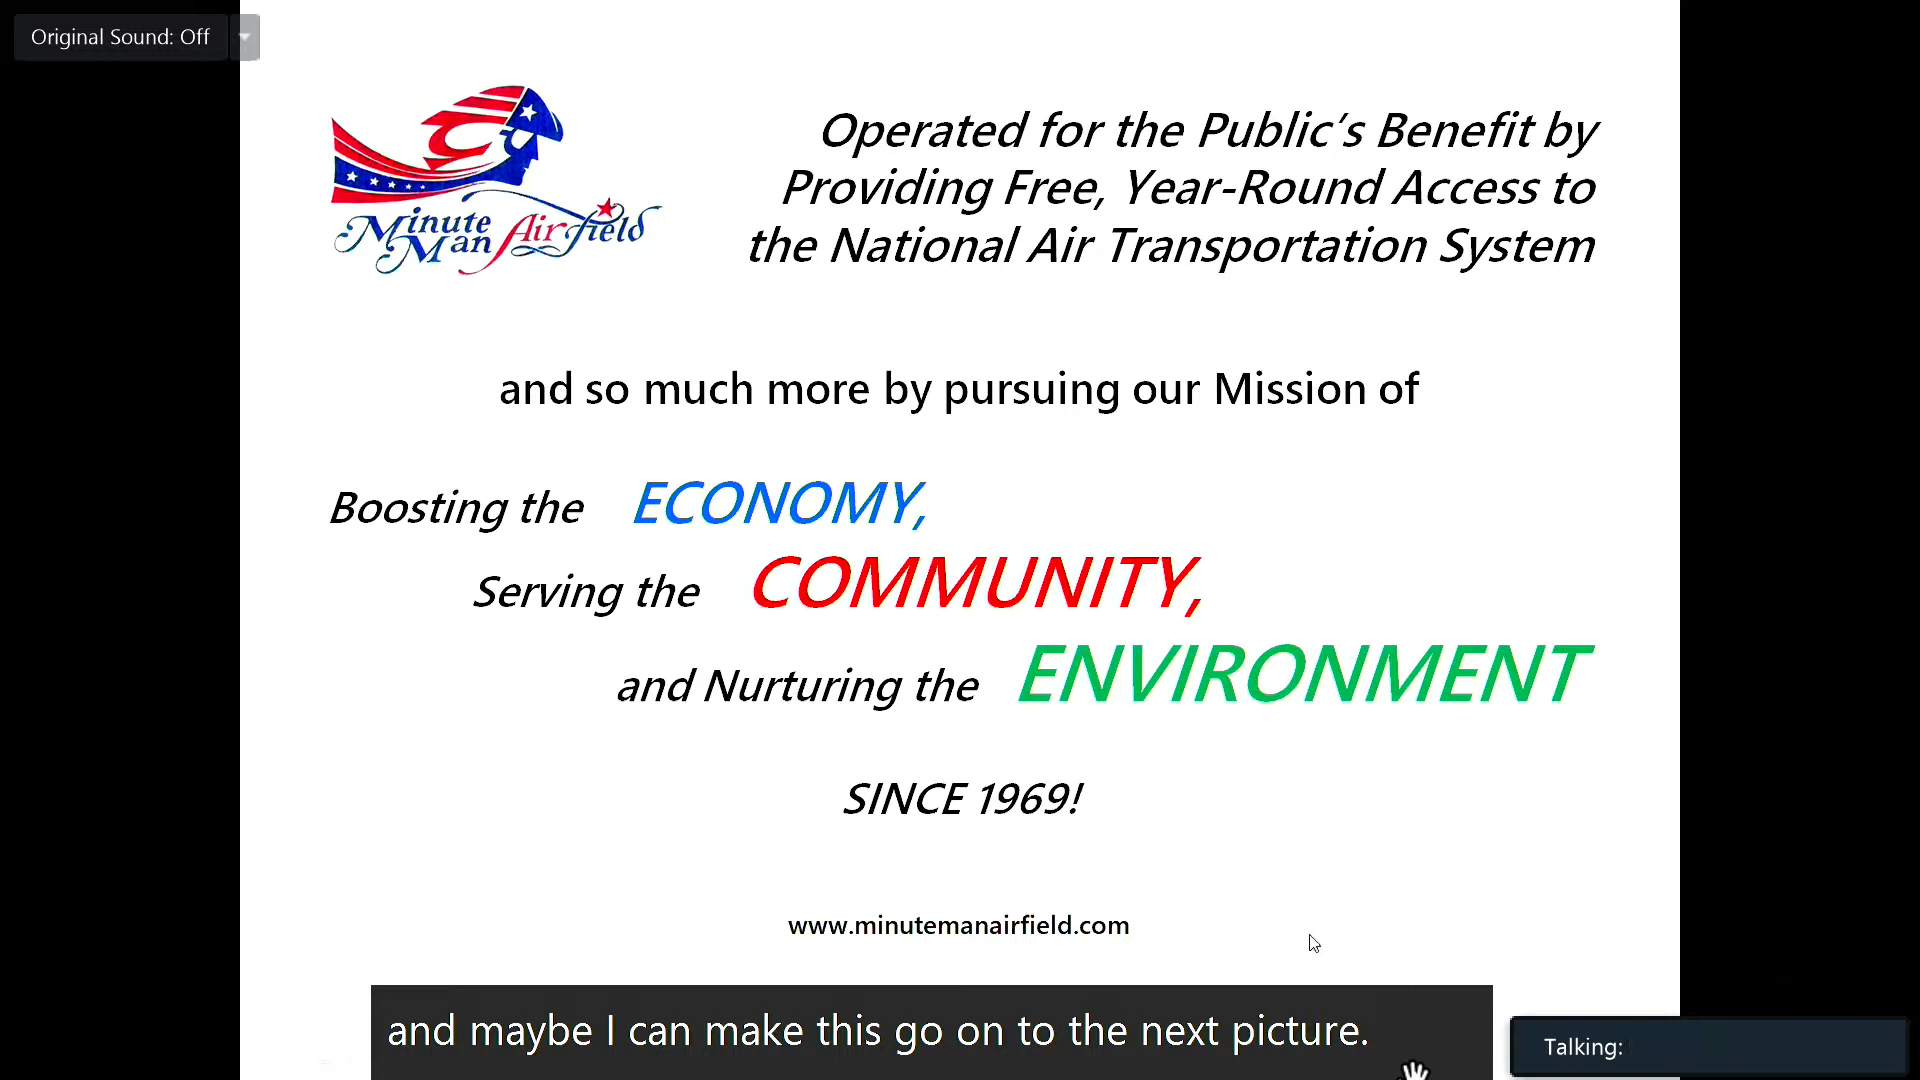 Original Sound: Off
Minute
Man Airfield
Operated for the Public’s Benefit by
Providing Free, Year-Round Access to
the National Air Transportation System
and so much more by pursuing our Mission of
Boosting the ECONOMY,
Serving the COMMUNITY,
and Nurturing the ENVIRONMENT
SINCE 1969!
www.minutemanairfield.com
and maybe I can make this go on to the next picture.
Talking: